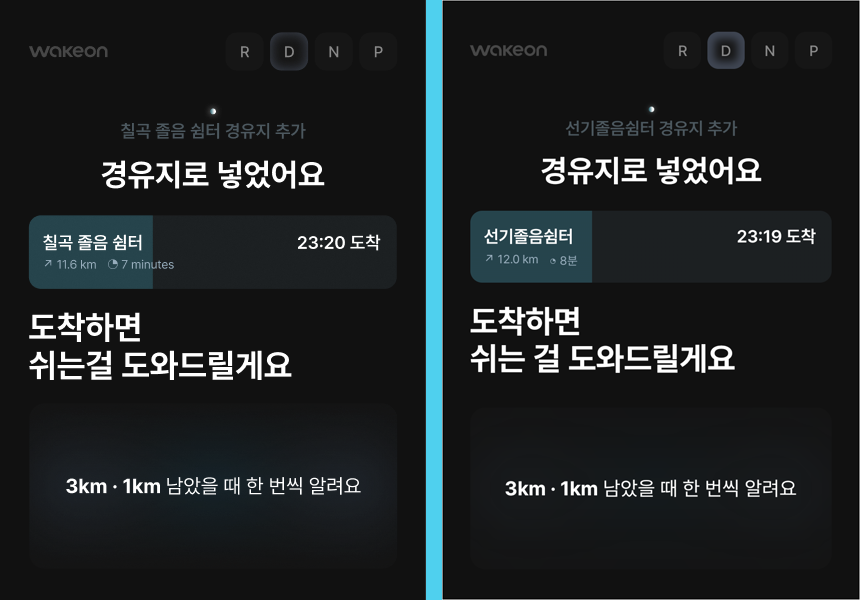 wakeon
R D N P
칠곡 졸음 쉼터 경유지 추가
경유지로 넣었어요
칠곡 졸음 쉼터
23:20 도착
11.6 km 7 minutes
도착하면
쉬는걸 도와드릴게요
3km · 1km 남았을 때 한 번씩 알려요
wakeon
R D N P
선기졸음쉼터 경유지 추가
경유지로 넣었어요
선기졸음쉼터
23:19 도착
12.0 km 8분
도착하면
쉬는 걸 도와드릴게요
3km · 1km 남았을 때 한 번씩 알려요